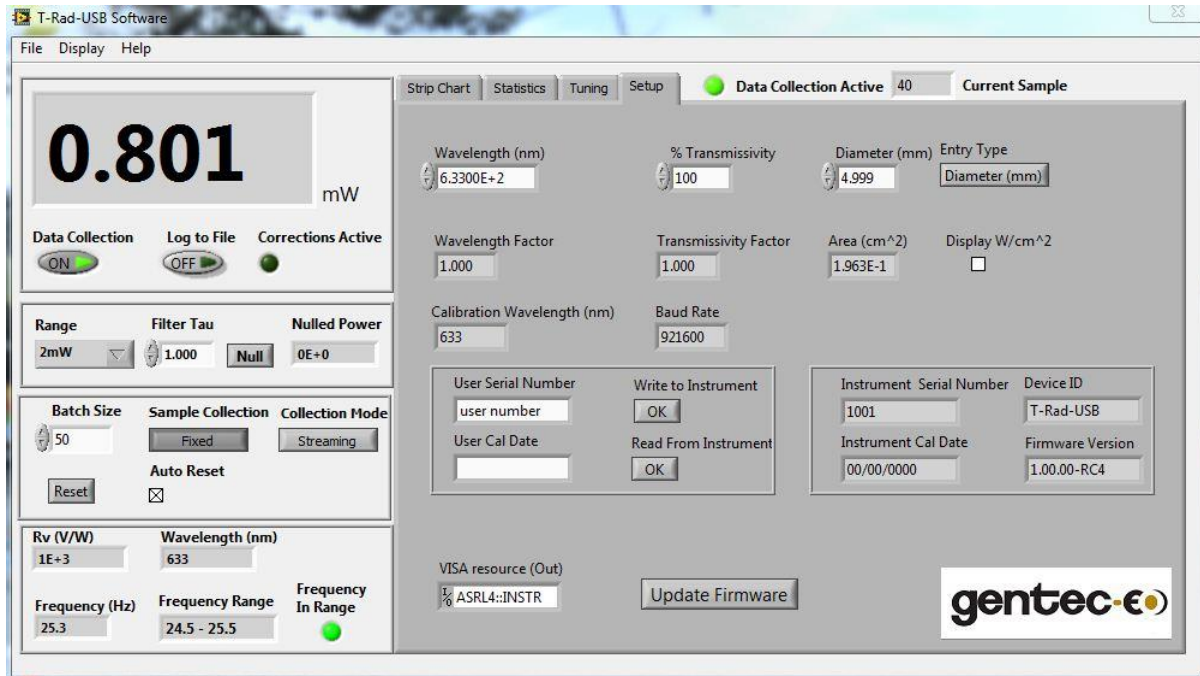 T-Rad-USB Software
File Display Help
0.801
mW
Data Collection Log to File Corrections Active
ON OFF
Range Filter Tau Nulled Power
2mW 1.000 Null 0E+0
Batch Size Sample Collection Collection Mode
50 Fixed Streaming
Auto Reset
Reset
Rv (V/W) Wavelength (nm)
1E+3 633
Frequency (Hz) Frequency Range Frequency In Range
25.3 24.5 - 25.5
Strip Chart Statistics Tuning Setup Data Collection Active 40 Current Sample
Wavelength (nm) % Transmissivity Diameter (mm) Entry Type
6.3300E+2 100 4.999 Diameter (mm)
Wavelength Factor Transmissivity Factor Area (cm^2) Display W/cm^2
1.000 1.000 1.963E-1
Calibration Wavelength (nm) Baud Rate
633 921600
User Serial Number Write to Instrument
user number OK
User Cal Date Read From Instrument
OK
Instrument Serial Number Device ID
1001 T-Rad-USB
Instrument Cal Date Firmware Version
00/00/0000 1.00.00-RC4
VISA resource (Out)
I/O ASRL4::INSTR Update Firmware
gentec-eo